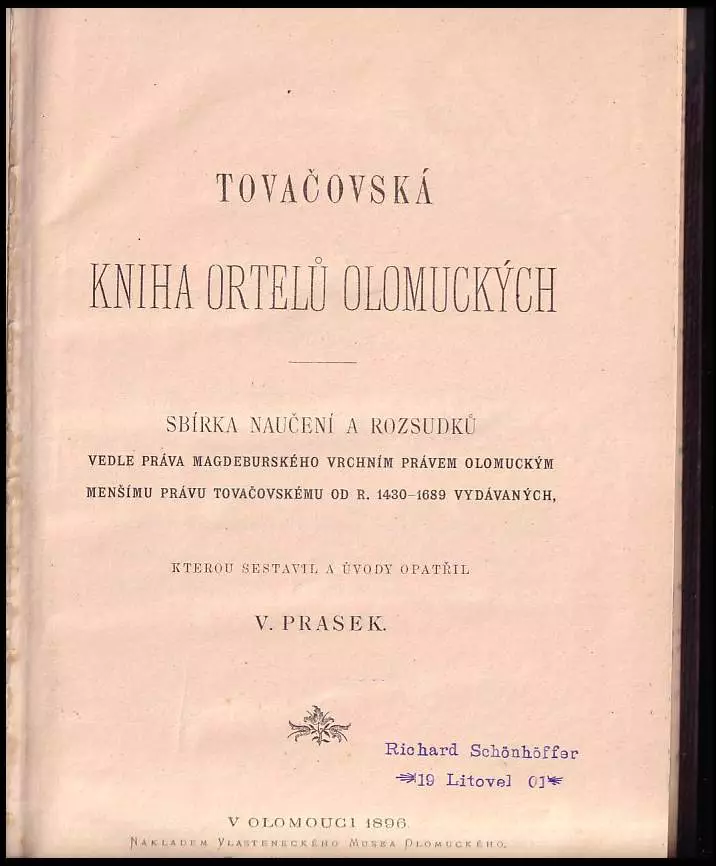 TOVAČOVSKÁ
KNIHA ORTELŮ OLOMUCKÝCH
SBÍRKA NAUČENÍ A ROZSUDKŮ
VEDLE PRÁVA MAGDEBURSKÉHO VRCHNÍM PRÁVEM OLOMUCKÝM
MENŠÍMU PRÁVU TOVAČOVSKÉMU OD R. 1430-1689 VYDÁVANÝCH,
KTEROU SESTAVIL A ÚVODY OPATŘIL
V. PRASEK.
Richard Schönhöffer
19 Litovel 01
V OLOMOUCI 1896.
NÁKLADEM VLASTENECKÉHO MUSEA OLOMUCKÉHO.